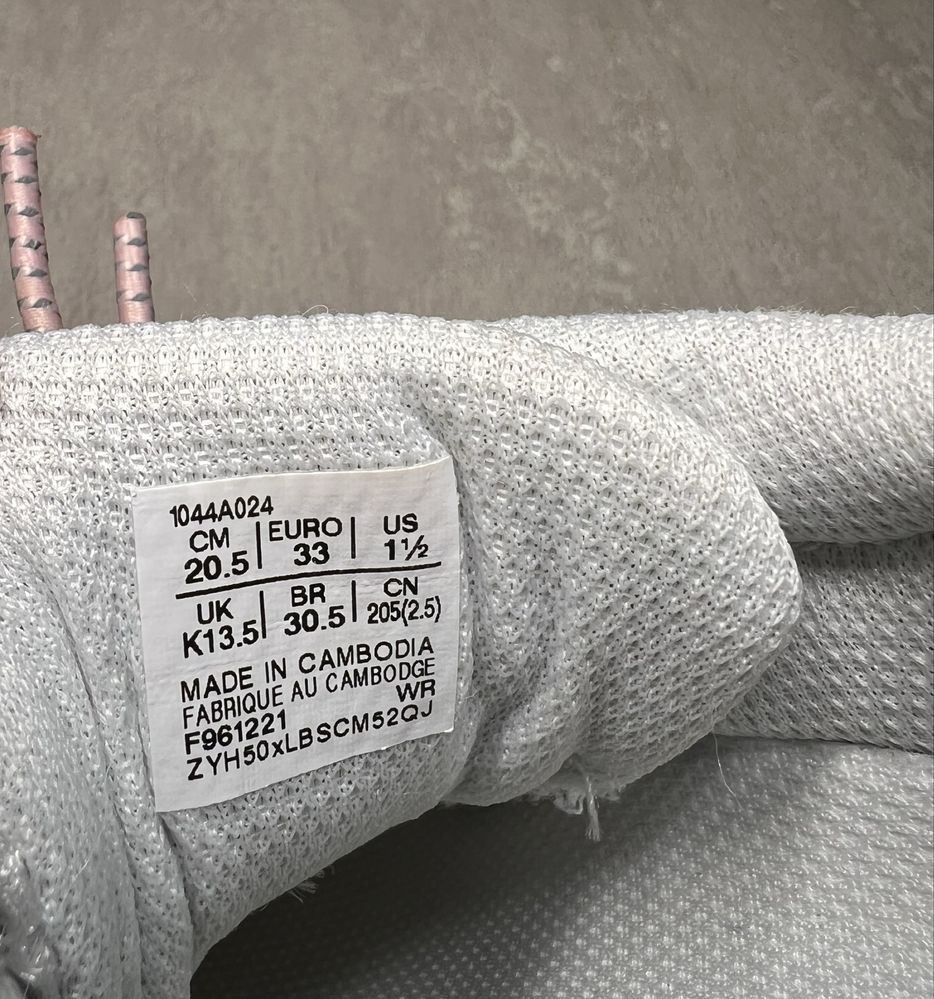 1044A024
CM | EURO | US
20.5 | 33 | 1½
UK | BR | CN
K13.5 | 30.5 | 205(2.5)
MADE IN CAMBODIA
FABRIQUE AU CAMBODGE
WR
F961221
ZYH50xLBSCM52QJ